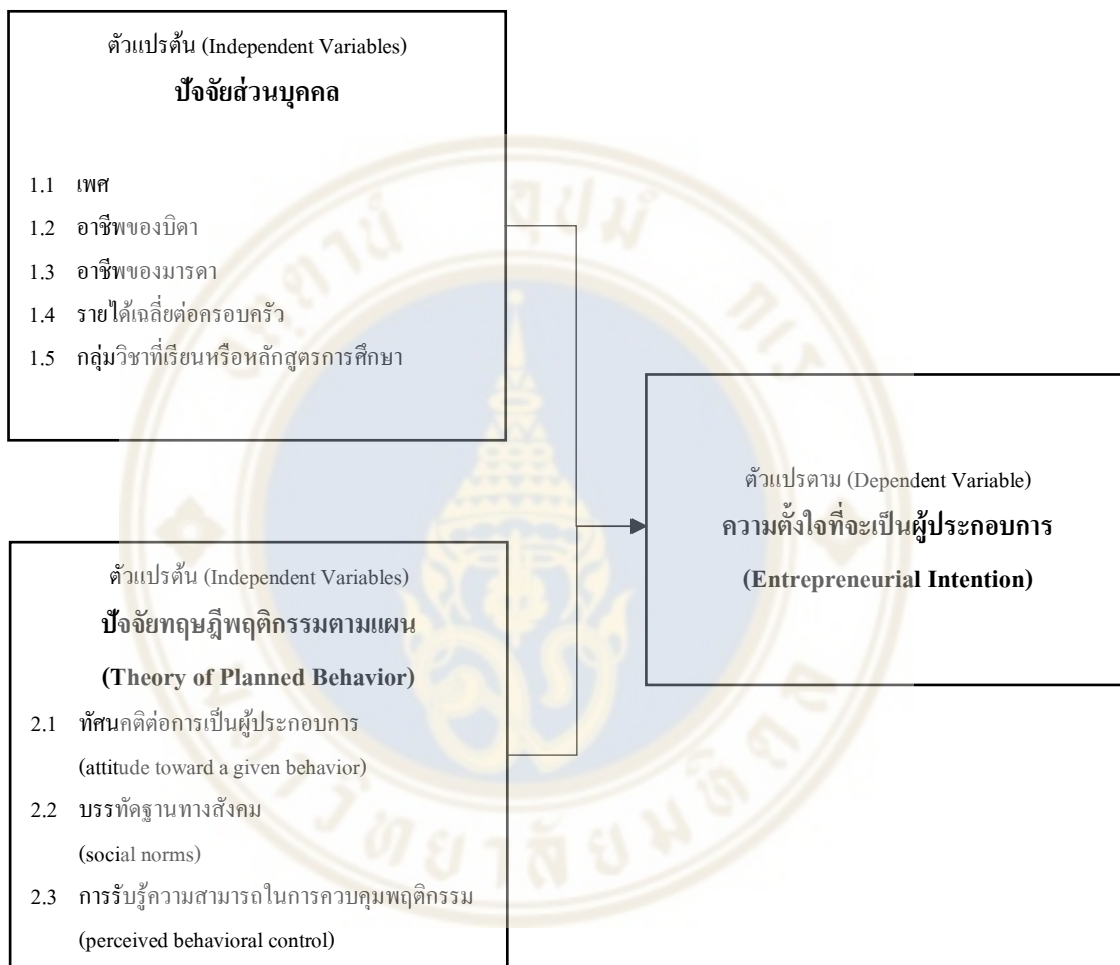 ตัวแปรต้น (Independent Variables)
ปัจจัยส่วนบุคคล
1.1 เพศ
1.2 อาชีพของบิดา
1.3 อาชีพของมารดา
1.4 รายได้เฉลี่ยต่อครอบครัว
1.5 กลุ่มวิชาที่เรียนหรือหลักสูตรการศึกษา
ตัวแปรต้น (Independent Variables)
ปัจจัยทฤษฎีพฤติกรรมตามแผน
(Theory of Planned Behavior)
2.1 ทัศนคติต่อการเป็นผู้ประกอบการ
(attitude toward a given behavior)
2.2 บรรทัดฐานทางสังคม
(social norms)
2.3 การรับรู้ความสามารถในการควบคุมพฤติกรรม
(perceived behavioral control)
ตัวแปรตาม (Dependent Variable)
ความตั้งใจที่จะเป็นผู้ประกอบการ
(Entrepreneurial Intention)
มหาวิทยาลัยมหิดล